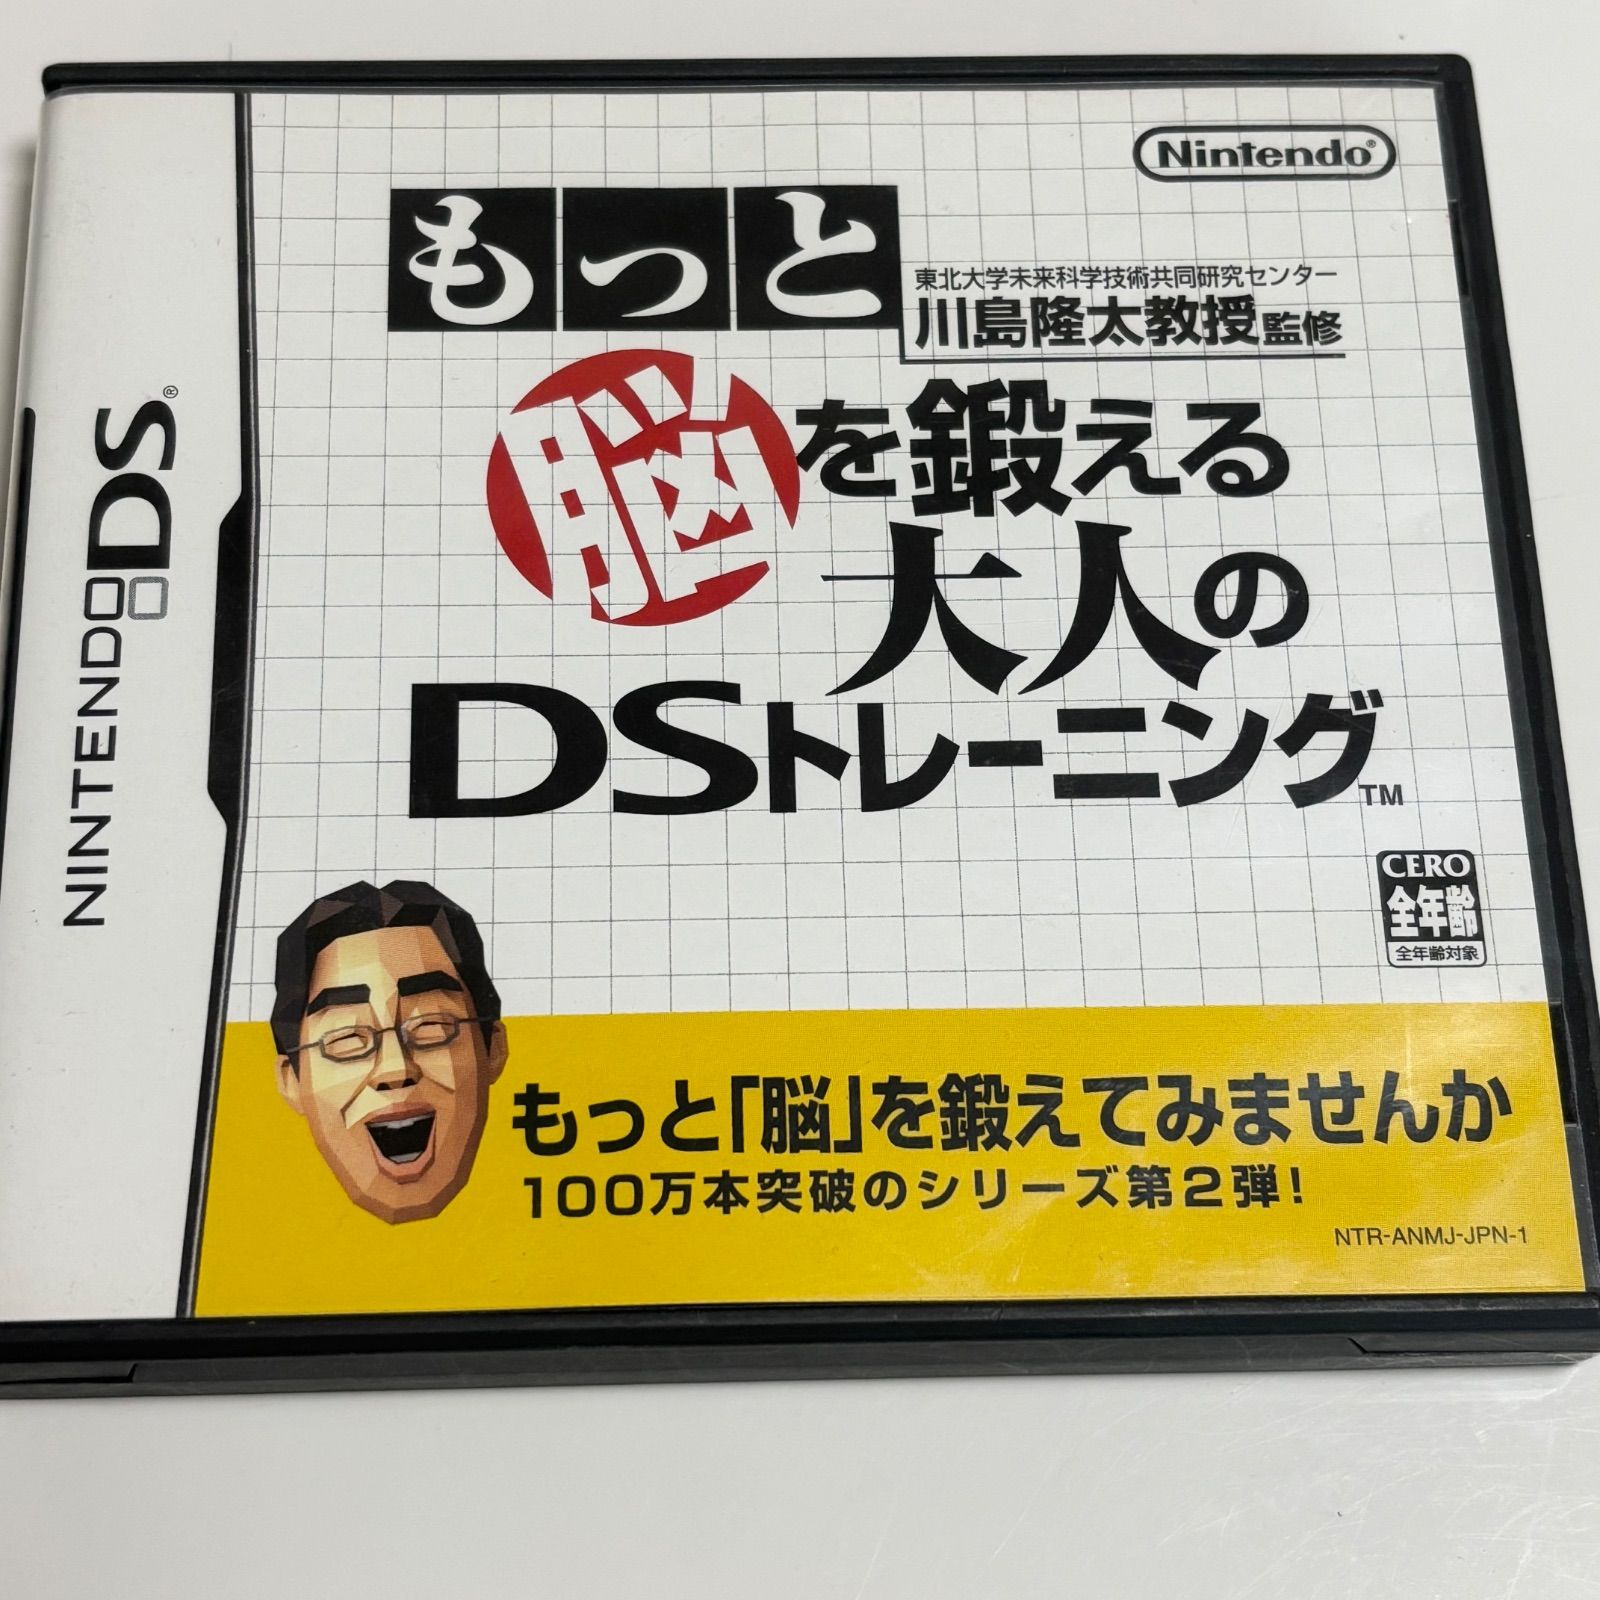 NINTENDO DS®
Nintendo®
もっと
東北大学未来科学技術共同研究センター
川島隆太教授監修
脳を鍛える
大人の
DSトレーニング™
CERO
全年齢
全年齢対象
もっと「脳」を鍛えてみませんか
100万本突破のシリーズ第2弾!
NTR-ANMJ-JPN-1